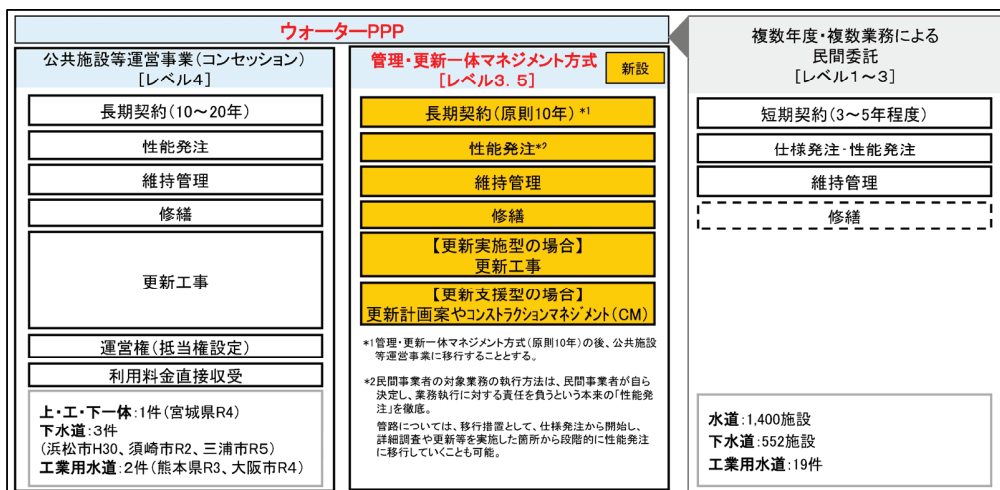 ウォーターPPP
公共施設等運営事業(コンセッション)
[レベル4]
長期契約(10～20年)
性能発注
維持管理
修繕
更新工事
運営権(抵当権設定)
利用料金直接収受
上・工・下一体:1件(宮城県R4)
下水道:3件
(浜松市H30、須崎市R2、三浦市R5)
工業用水道:2件(熊本県R3、大阪市R4)
管理・更新一体マネジメント方式
[レベル3.5]
新設
長期契約(原則10年) *1
性能発注*2
維持管理
修繕
【更新実施型の場合】
更新工事
【更新支援型の場合】
更新計画案やコンストラクションマネジメント(CM)
*1管理・更新一体マネジメント方式(原則10年)の後、公共施設
等運営事業に移行することとする。
*2民間事業者の対象業務の執行方法は、民間事業者が自ら
決定し、業務執行に対する責任を負うという本来の「性能発
注」を徹底。
管路については、移行措置として、仕様発注から開始し、
詳細調査や更新等を実施した箇所から段階的に性能発注
に移行していくことも可能。
複数年度・複数業務による
民間委託
[レベル1～3]
短期契約(3～5年程度)
仕様発注・性能発注
維持管理
修繕
水道:1,400施設
下水道:552施設
工業用水道:19件